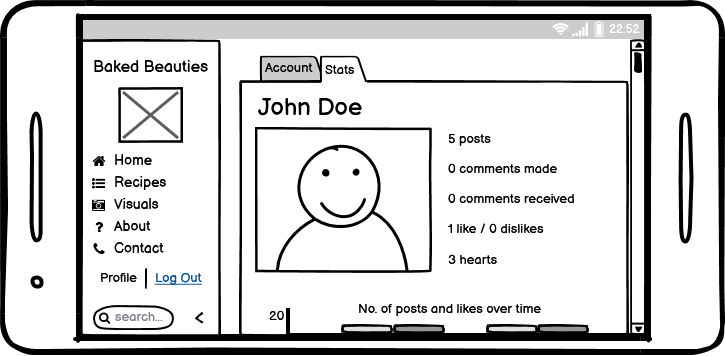 22:52
Baked Beauties
Home
Recipes
Visuals
? About
Contact
Profile | Log Out
search...
Account
Stats
John Doe
5 posts
0 comments made
0 comments received
1 like / 0 dislikes
3 hearts
No. of posts and likes over time
20